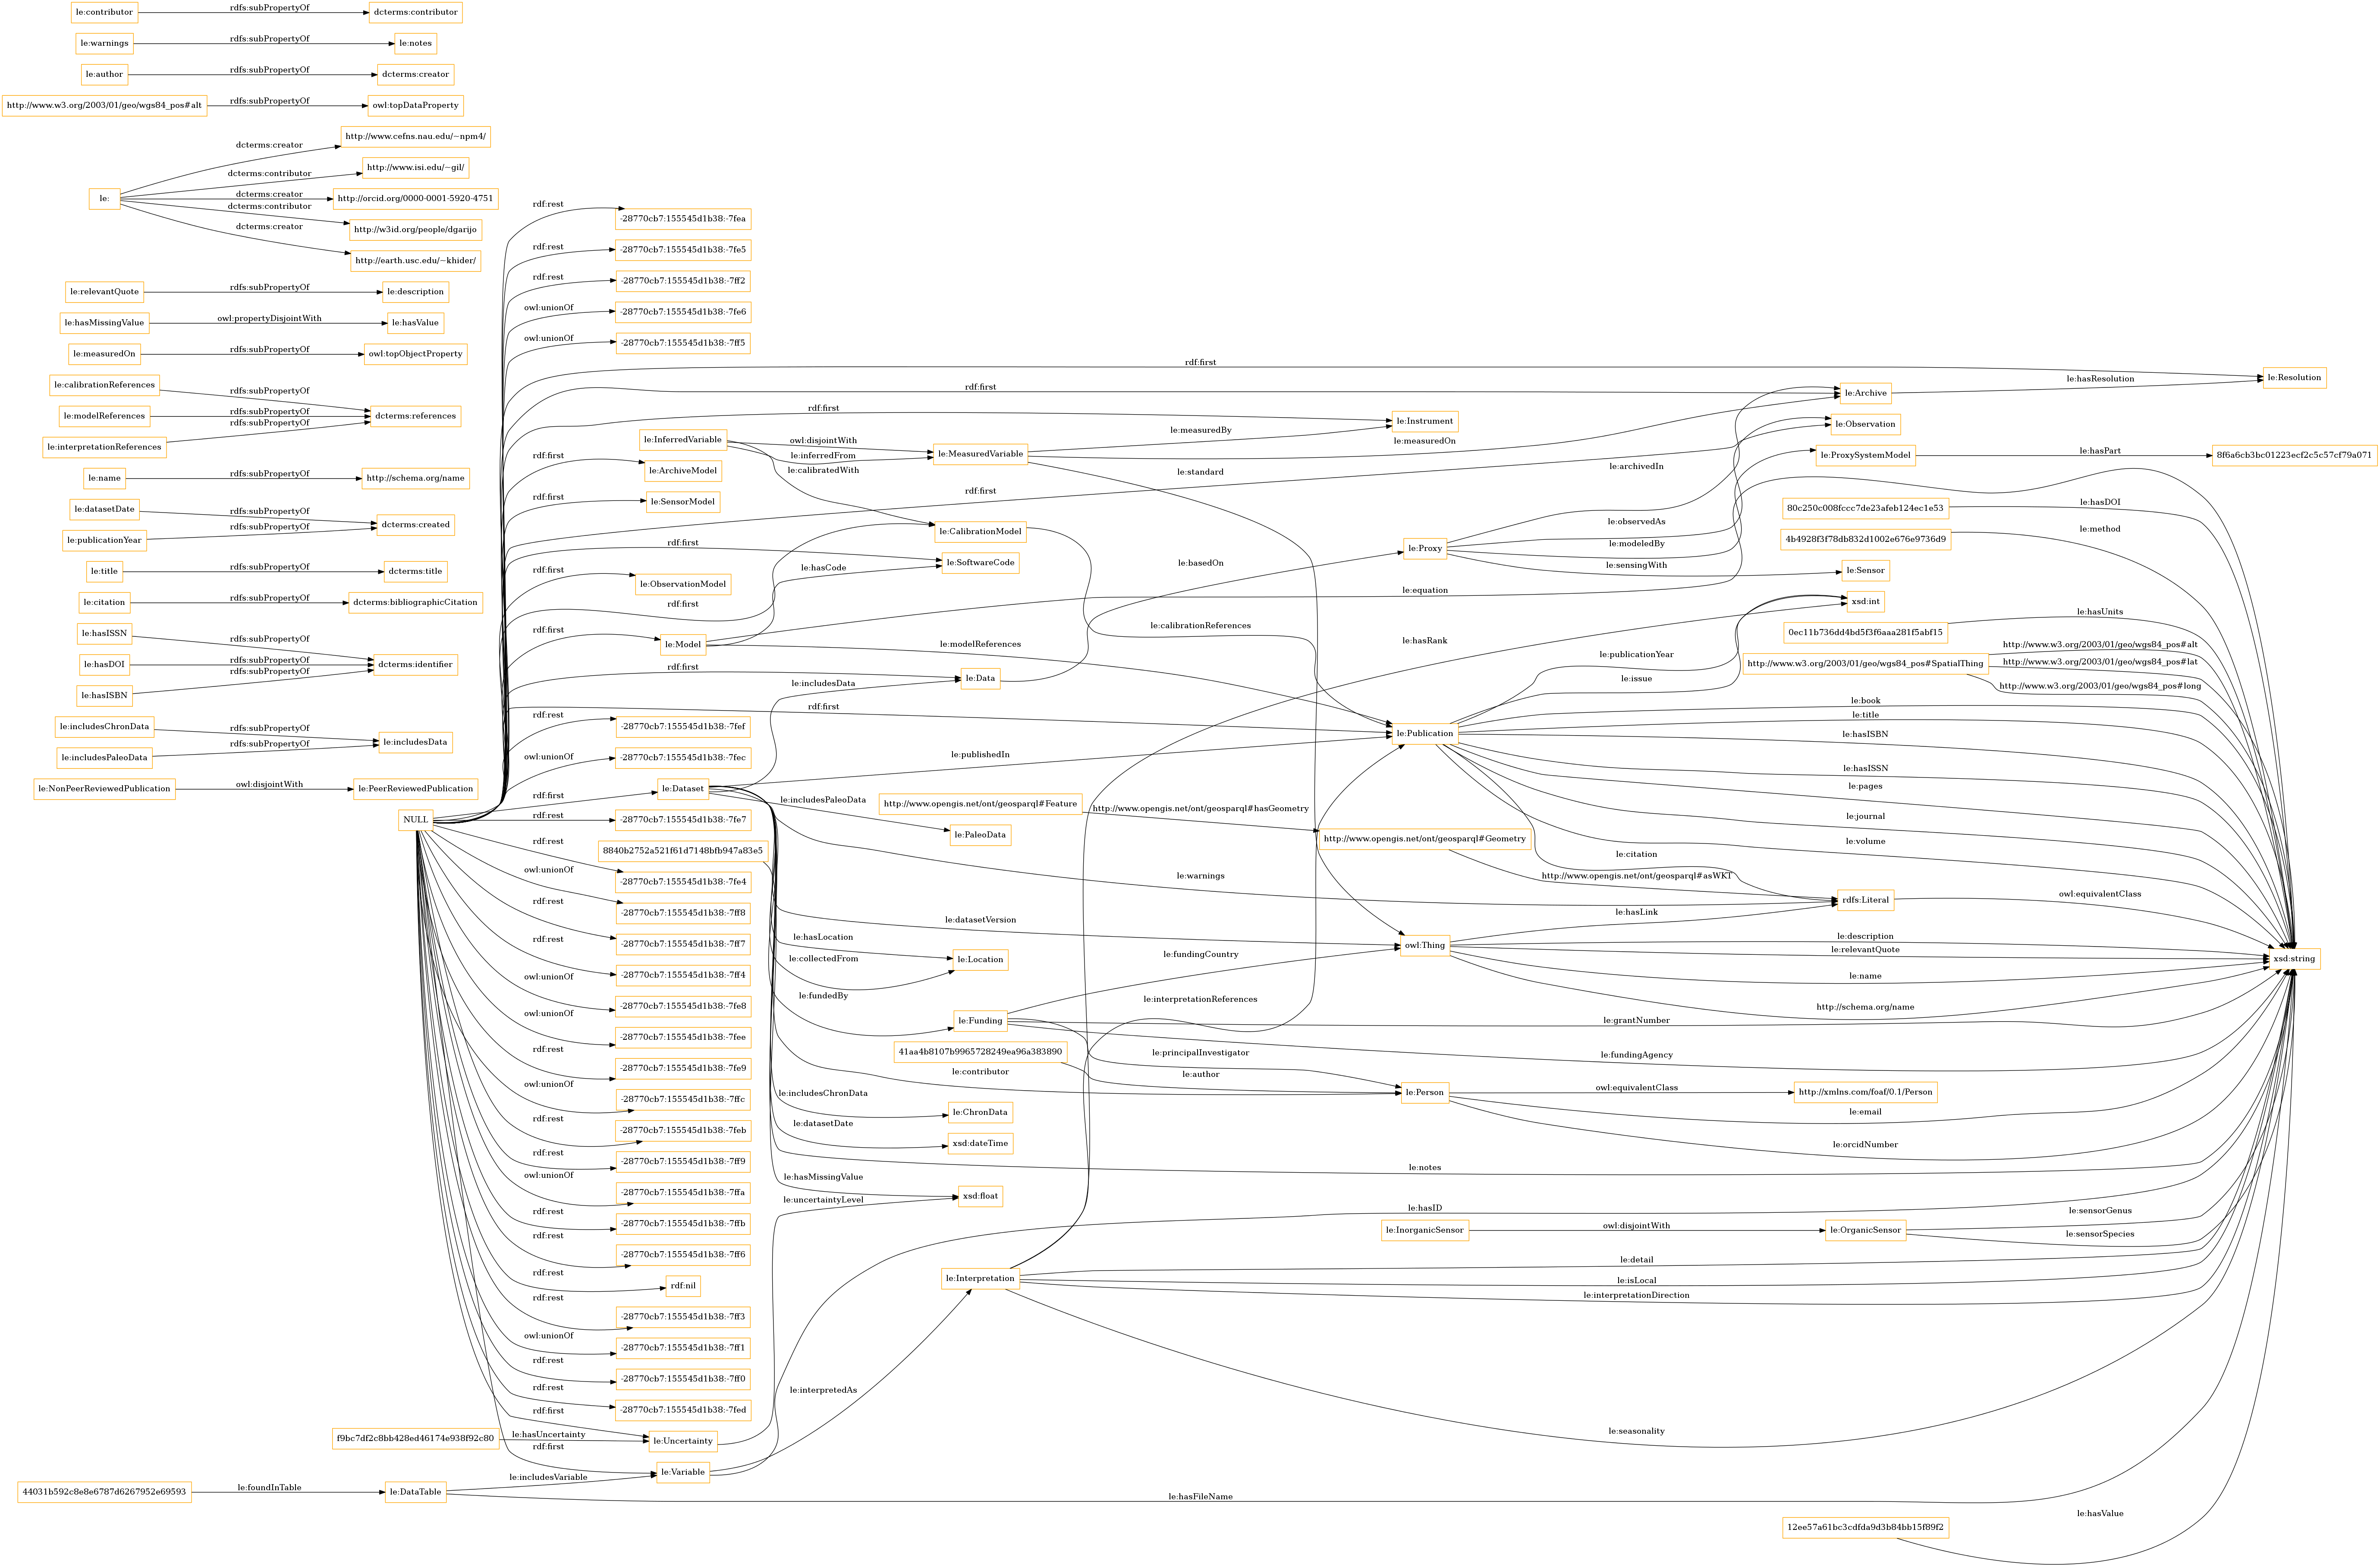 le:contributor rdfs:subPropertyOf dcterms:contributor
le:warnings rdfs:subPropertyOf le:notes
le:author rdfs:subPropertyOf dcterms:creator
http://www.w3.org/2003/01/geo/wgs84_pos#alt rdfs:subPropertyOf owl:topDataProperty
http://www.cefns.nau.edu/~npm4/
dcterms:creator
http://www.isi.edu/~gil/
dcterms:contributor
le: dcterms:creator http://orcid.org/0000-0001-5920-4751
dcterms:contributor
http://w3id.org/people/dgarijo
dcterms:creator
http://earth.usc.edu/~khider/
le:relevantQuote rdfs:subPropertyOf le:description
le:hasMissingValue owl:propertyDisjointWith le:hasValue
le:measuredOn rdfs:subPropertyOf owl:topObjectProperty
le:calibrationReferences rdfs:subPropertyOf
le:modelReferences rdfs:subPropertyOf dcterms:references
le:interpretationReferences rdfs:subPropertyOf
le:name rdfs:subPropertyOf http://schema.org/name
le:datasetDate rdfs:subPropertyOf
dcterms:created
le:publicationYear rdfs:subPropertyOf
le:title rdfs:subPropertyOf dcterms:title
le:citation rdfs:subPropertyOf dcterms:bibliographicCitation
le:hasISSN rdfs:subPropertyOf
le:hasDOI rdfs:subPropertyOf dcterms:identifier
le:hasISBN rdfs:subPropertyOf
le:includesChronData rdfs:subPropertyOf
le:includesData
le:includesPaleoData rdfs:subPropertyOf
le:NonPeerReviewedPublication owl:disjointWith le:PeerReviewedPublication
NULL
rdf:rest -28770cb7:155545d1b38:-7fea
rdf:rest -28770cb7:155545d1b38:-7fe5
rdf:rest -28770cb7:155545d1b38:-7ff2
owl:unionOf -28770cb7:155545d1b38:-7fe6
owl:unionOf -28770cb7:155545d1b38:-7ff5
rdf:first le:Resolution
rdf:first le:Archive le:hasResolution
rdf:first le:Instrument
le:InferredVariable owl:disjointWith le:MeasuredVariable le:measuredBy
le:inferredFrom
le:measuredOn
le:calibratedWith
le:standard
rdf:first le:ArchiveModel
rdf:first le:SensorModel
rdf:first le:Observation
le:CalibrationModel
rdf:first le:SoftwareCode
le:hasCode
rdf:first le:ObservationModel
rdf:first
rdf:first le:Model
le:equation
le:modelReferences
le:calibrationReferences
rdf:first le:Data
le:includesData
le:basedOn
le:Proxy
le:archivedIn
le:observedAs
le:modeledBy
le:sensingWith le:Sensor
le:ProxySystemModel le:hasPart 8f6a6cb3bc01223ecf2c5c57cf79a071
80c250c008fccc7de23afeb124ec1e53 le:hasDOI
4b4928f3f78db832d1002e676e9736d9 le:method
xsd:int
le:hasRank
le:publicationYear
le:issue
0ec11b736dd4bd5f3f6aaa281f5abf15 le:hasUnits
http://www.w3.org/2003/01/geo/wgs84_pos#SpatialThing
http://www.w3.org/2003/01/geo/wgs84_pos#alt
http://www.w3.org/2003/01/geo/wgs84_pos#lat
http://www.w3.org/2003/01/geo/wgs84_pos#long
rdf:first le:Publication
le:book
le:title
le:hasISBN
le:hasISSN
le:pages
le:journal
le:volume
le:citation
rdf:rest -28770cb7:155545d1b38:-7fef
owl:unionOf -28770cb7:155545d1b38:-7fec
rdf:first le:Dataset le:publishedIn
le:includesPaleoData le:PaleoData
http://www.opengis.net/ont/geosparql#Feature
http://www.opengis.net/ont/geosparql#hasGeometry
http://www.opengis.net/ont/geosparql#Geometry
http://www.opengis.net/ont/geosparql#asWKT
rdf:rest -28770cb7:155545d1b38:-7fe7
8840b2752a521f61d7148bfb947a83e5
rdf:rest -28770cb7:155545d1b38:-7fe4
le:warnings
rdfs:Literal owl:equivalentClass
owl:unionOf -28770cb7:155545d1b38:-7ff8
le:datasetVersion
owl:Thing le:hasLink
le:description
le:relevantQuote
le:name
http://schema.org/name
xsd:string
rdf:rest -28770cb7:155545d1b38:-7ff7
le:hasLocation le:Location
le:collectedFrom
rdf:rest -28770cb7:155545d1b38:-7ff4
le:fundedBy
owl:unionOf -28770cb7:155545d1b38:-7fe8
le:Funding le:fundingCountry
le:interpretationReferences
le:grantNumber
le:fundingAgency
le:principalInvestigator
owl:unionOf -28770cb7:155545d1b38:-7fee
41aa4b8107b9965728249ea96a383890
le:author
le:contributor
rdf:rest -28770cb7:155545d1b38:-7fe9
le:Person owl:equivalentClass http://xmlns.com/foaf/0.1/Person
le:email
le:orcidNumber
owl:unionOf -28770cb7:155545d1b38:-7ffc
le:includesChronData le:ChronData
rdf:rest -28770cb7:155545d1b38:-7feb
le:datasetDate xsd:dateTime
rdf:rest -28770cb7:155545d1b38:-7ff9
le:notes
owl:unionOf -28770cb7:155545d1b38:-7ffa
le:hasMissingValue
xsd:float
le:uncertaintyLevel
le:hasID
rdf:rest -28770cb7:155545d1b38:-7ffb
le:InorganicSensor owl:disjointWith le:OrganicSensor le:sensorGenus
le:sensorSpecies
rdf:rest -28770cb7:155545d1b38:-7ff6
rdf:rest rdf:nil
le:Interpretation le:detail
le:isLocal
le:interpretationDirection
le:seasonality
rdf:rest -28770cb7:155545d1b38:-7ff3
owl:unionOf -28770cb7:155545d1b38:-7ff1
rdf:rest -28770cb7:155545d1b38:-7ff0
le:interpretedAs
rdf:rest -28770cb7:155545d1b38:-7fed
rdf:first
f9bc7df2c8bb428ed46174e938f92c80 le:hasUncertainty le:Uncertainty
rdf:first
le:Variable
44031b592c8e8e6787d6267952e69593 le:foundInTable le:DataTable le:includesVariable
le:hasFileName
12ee57a61bc3cdfda9d3b84bb15f89f2 le:hasValue